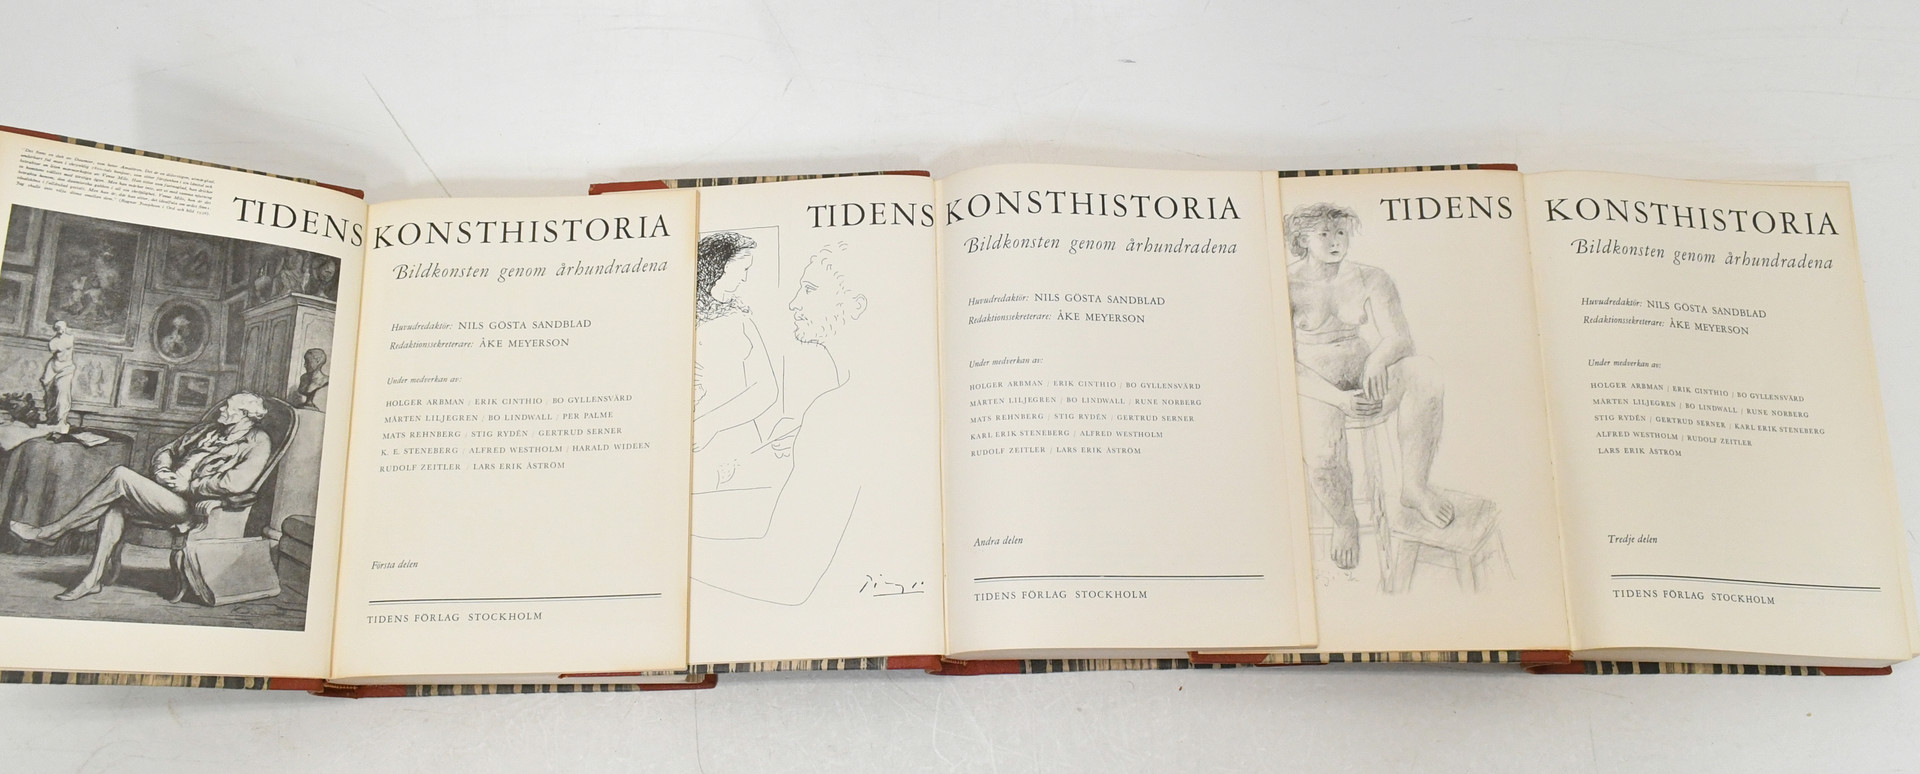 TIDENS KONSTHISTORIA
Bildkonsten genom århundradena
Huvudredaktör: NILS GÖSTA SANDBLAD
Redaktionssekreterare: ÅKE MEYERSON
Under medverkan av:
HOLGER ARBMAN / ERIK CINTHIO / BO GYLLENSVÄRD
MÅRTEN LILJEGREN / BO LINDWALL / PER PALME
MATS REHNBERG / STIG RYDÉN / GERTRUD SERNER
K. E. STENEBERG / ALFRED WESTHOLM / HARALD WIDEEN
RUDOLF ZEITLER / LARS ERIK ÅSTRÖM
Första delen
TIDENS FÖRLAG STOCKHOLM
TIDENS KONSTHISTORIA
Bildkonsten genom århundradena
Huvudredaktör: NILS GÖSTA SANDBLAD
Redaktionssekreterare: ÅKE MEYERSON
Under medverkan av:
HOLGER ARBMAN / ERIK CINTHIO / BO GYLLENSVÄRD
MÅRTEN LILJEGREN / BO LINDWALL / RUNE NORBERG
MATS REHNBERG / STIG RYDÉN / GERTRUD SERNER
KARL ERIK STENEBERG / ALFRED WESTHOLM
RUDOLF ZEITLER / LARS ERIK ÅSTRÖM
Andra delen
TIDENS FÖRLAG STOCKHOLM
TIDENS KONSTHISTORIA
Bildkonsten genom århundradena
Huvudredaktör: NILS GÖSTA SANDBLAD
Redaktionssekreterare: ÅKE MEYERSON
Under medverkan av:
HOLGER ARBMAN / ERIK CINTHIO / BO GYLLENSVÄRD
MÅRTEN LILJEGREN / BO LINDWALL / RUNE NORBERG
STIG RYDÉN / GERTRUD SERNER / KARL ERIK STENEBERG
ALFRED WESTHOLM / RUDOLF ZEITLER
LARS ERIK ÅSTRÖM
Tredje delen
TIDENS FÖRLAG STOCKHOLM